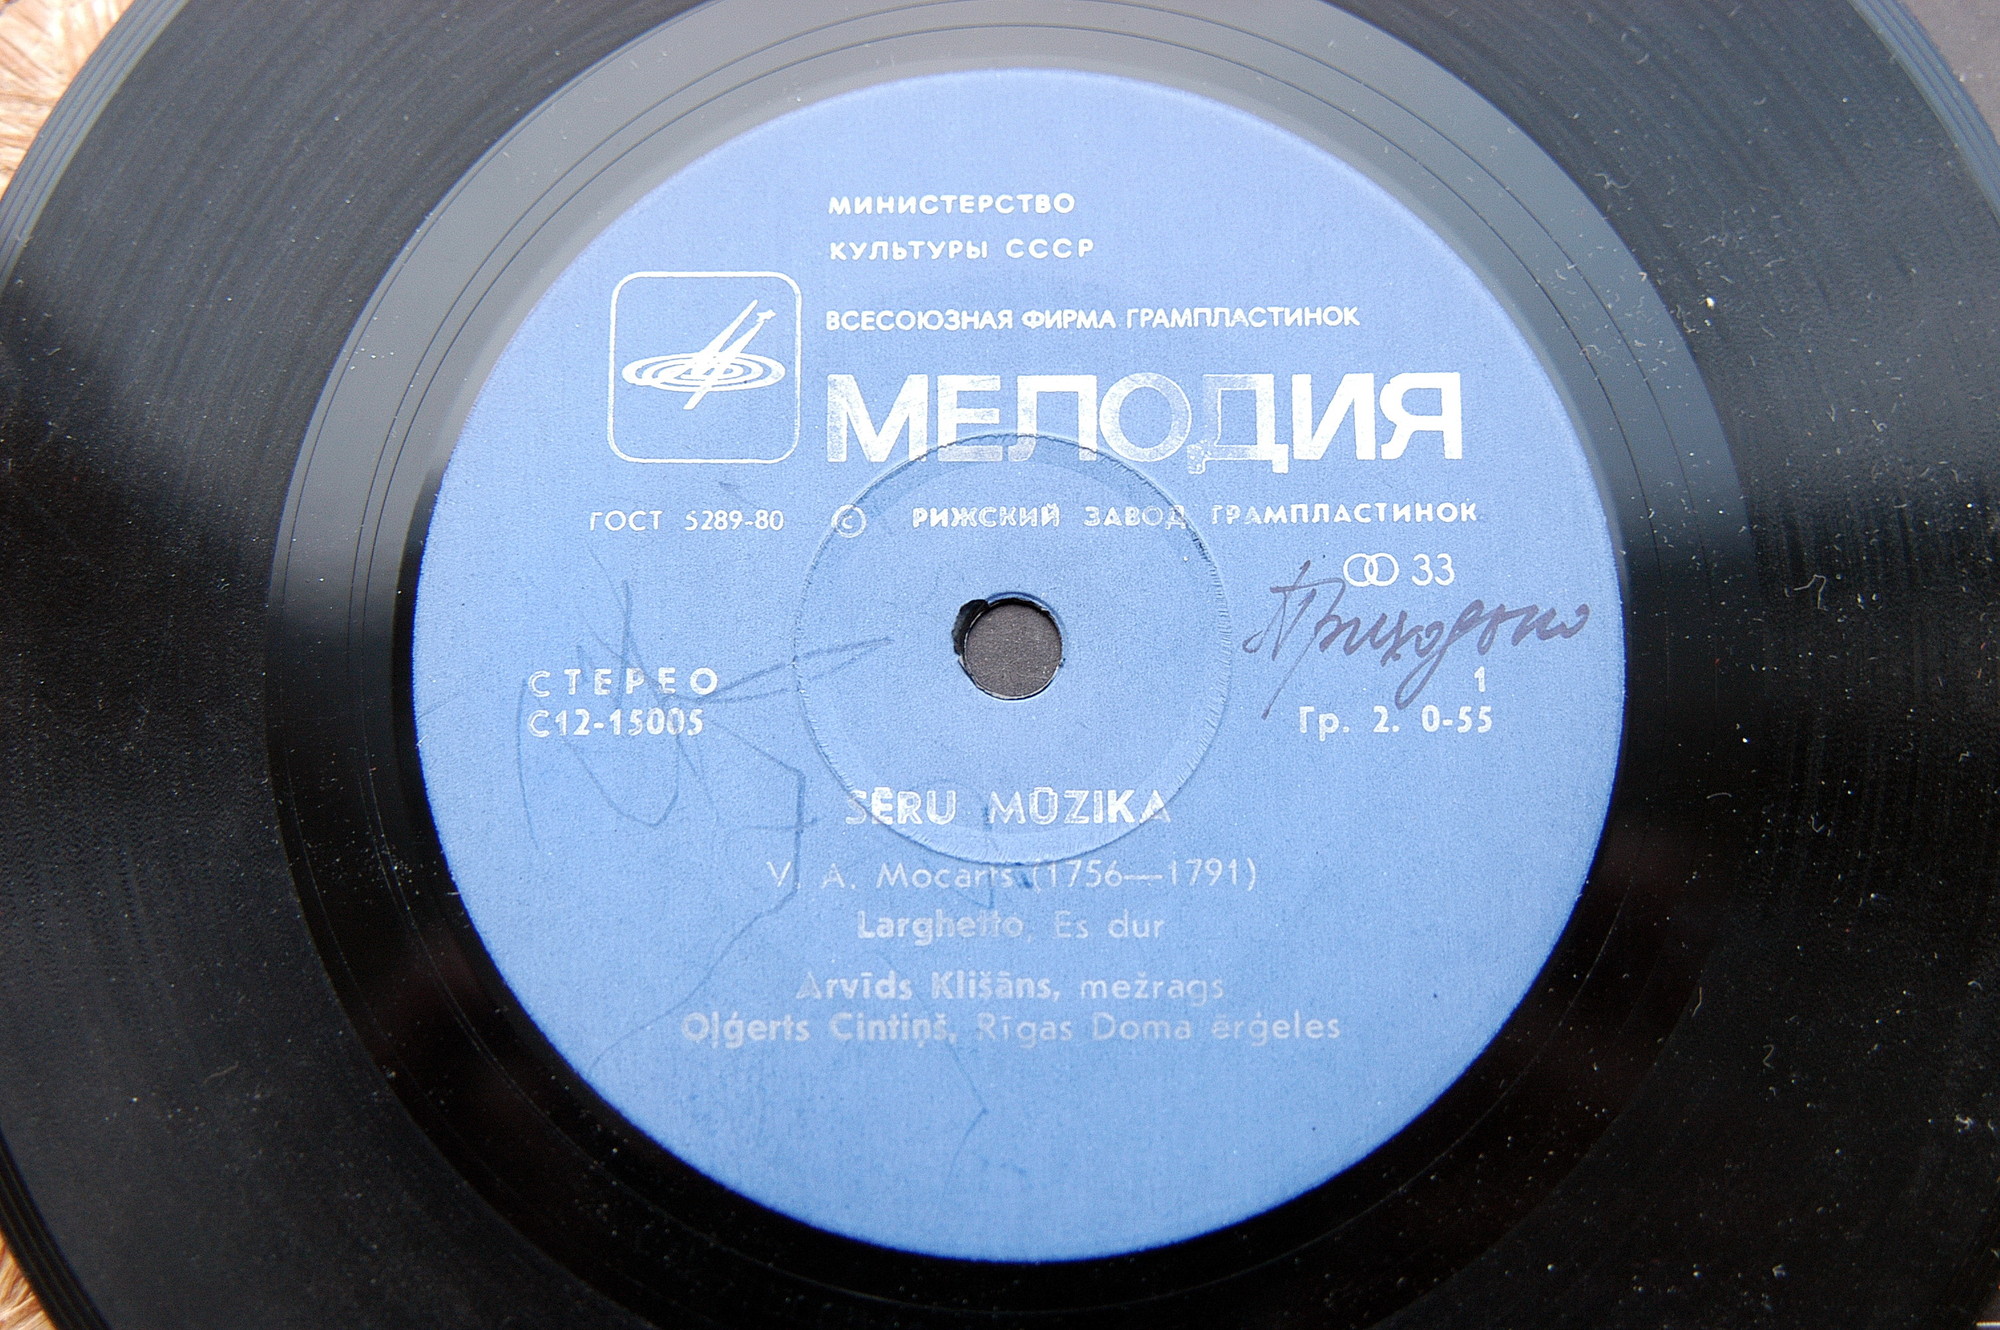 МИНИСТЕРСТВО
КУЛЬТУРЫ СССР
ВСЕСОЮЗНАЯ ФИРМА ГРАМПЛАСТИНОК
МЕЛОДИЯ
ГОСТ 5289-80 © РИЖСКИЙ ЗАВОД ГРАМПЛАСТИНОК
33
СТЕРЕО 1
С12-15005 Гр. 2. 0-55
SĒRU MŪZIKA
V. A. Mocarts (1756—1791)
Larghetto, Es dur
Arvīds Klišāns, mežrags
Oļģerts Cintiņš, Rīgas Doma ērģeles